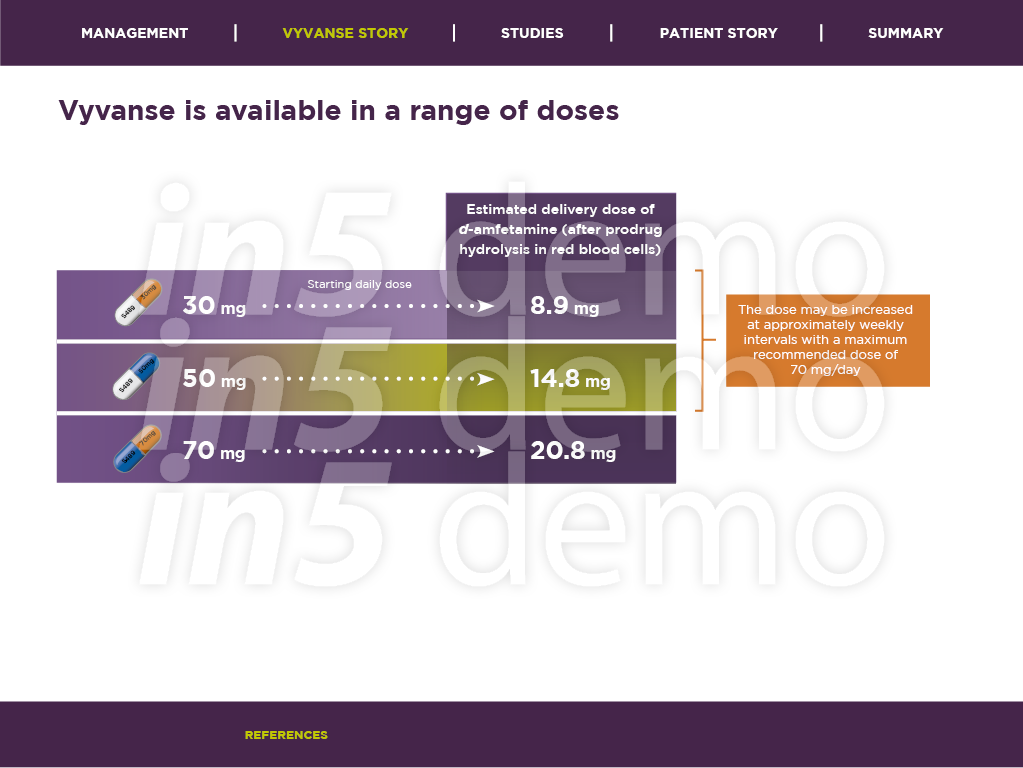 MANAGEMENT | VYVANSE STORY | STUDIES | PATIENT STORY | SUMMARY
Vyvanse is available in a range of doses
Estimated delivery dose of
d-amfetamine (after prodrug
hydrolysis in red blood cells)
S489 30mg
Starting daily dose
30 mg 8.9 mg
The dose may be increased
at approximately weekly
intervals with a maximum
recommended dose of
70 mg/day
S489 50mg
50 mg 14.8 mg
S489 70mg
70 mg 20.8 mg
in5 demo
in5 demo
in5 demo
REFERENCES